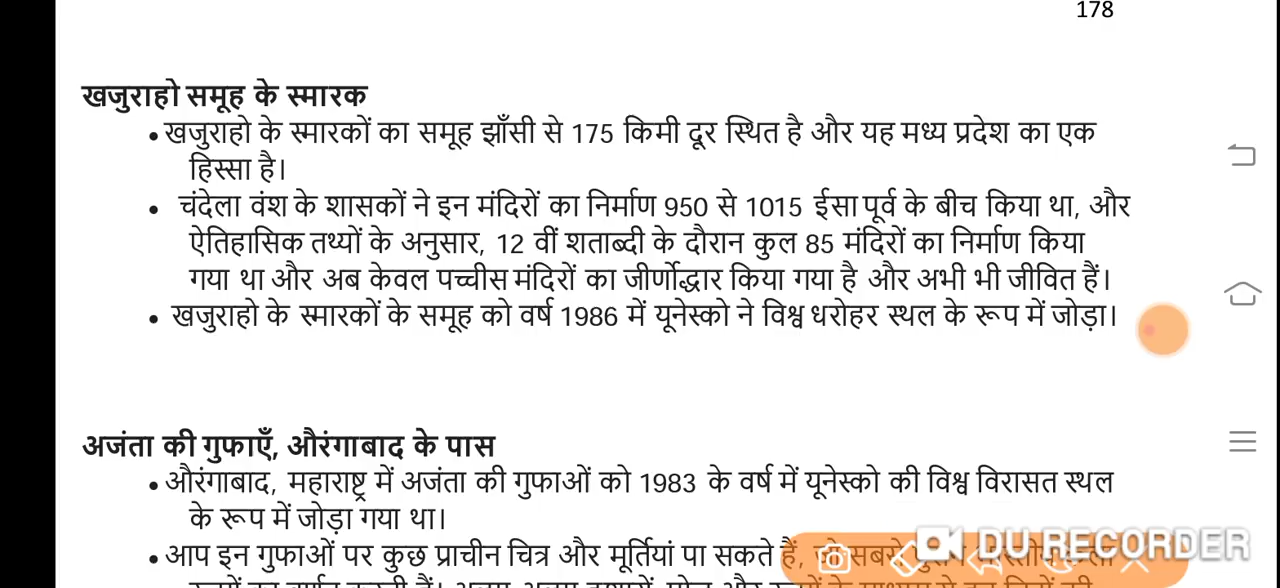 178
खजुराहो समूह के स्मारक
• खजुराहो के स्मारकों का समूह झाँसी से 175 किमी दूर स्थित है और यह मध्य प्रदेश का एक
हिस्सा है।
• चंदेला वंश के शासकों ने इन मंदिरों का निर्माण 950 से 1015 ईसा पूर्व के बीच किया था, और
ऐतिहासिक तथ्यों के अनुसार, 12 वीं शताब्दी के दौरान कुल 85 मंदिरों का निर्माण किया
गया था और अब केवल पच्चीस मंदिरों का जीर्णोद्धार किया गया है और अभी भी जीवित हैं।
• खजुराहो के स्मारकों के समूह को वर्ष 1986 में यूनेस्को ने विश्व धरोहर स्थल के रूप में जोड़ा।
अजंता की गुफाएँ, औरंगाबाद के पास
• औरंगाबाद, महाराष्ट्र में अजंता की गुफाओं को 1983 के वर्ष में यूनेस्को की विश्व विरासत स्थल
के रूप में जोड़ा गया था।
• आप इन गुफाओं पर कुछ प्राचीन चित्र और मूर्तियां पा सकते हैं, जो सबसे
DU RECORDER